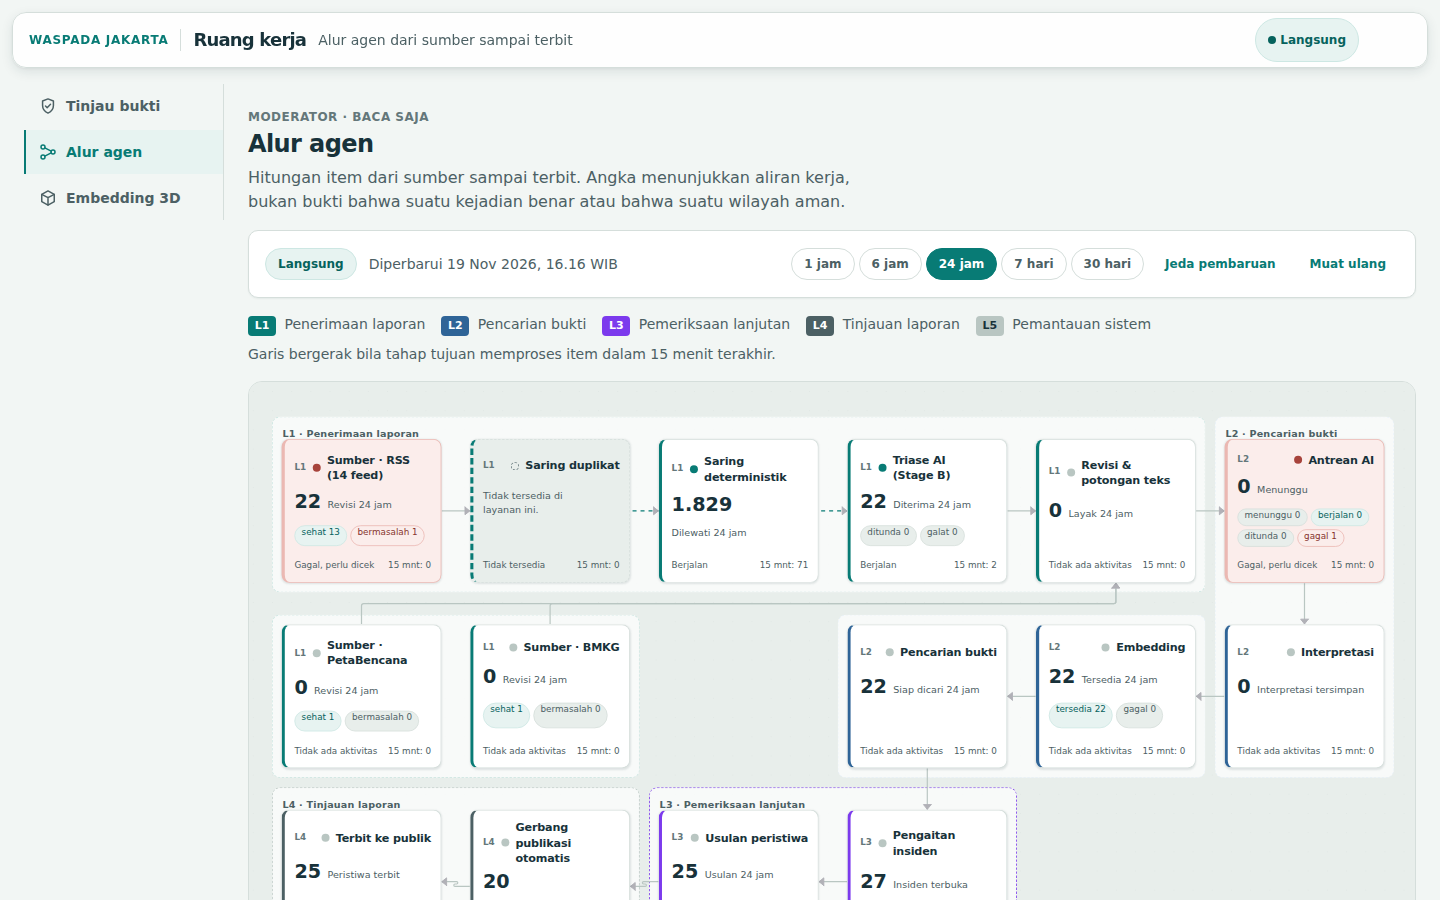 WASPADA JAKARTA
Ruang kerja
Alur agen dari sumber sampai terbit
Langsung
Tinjau bukti
Alur agen
Embedding 3D
MODERATOR · BACA SAJA
Alur agen
Hitungan item dari sumber sampai terbit. Angka menunjukkan aliran kerja,
bukan bukti bahwa suatu kejadian benar atau bahwa suatu wilayah aman.
Langsung
Diperbarui 19 Nov 2026, 16.16 WIB
1 jam
6 jam
24 jam
7 hari
30 hari
Jeda pembaruan
Muat ulang
L1 Penerimaan laporan
L2 Pencarian bukti
L3 Pemeriksaan lanjutan
L4 Tinjauan laporan
L5 Pemantauan sistem
Garis bergerak bila tahap tujuan memproses item dalam 15 menit terakhir.
L1 · Penerimaan laporan
L1
Sumber · RSS
(14 feed)
22 Revisi 24 jam
sehat 13
bermasalah 1
Gagal, perlu dicek
15 mnt: 0
L1
Saring duplikat
Tidak tersedia di
layanan ini.
Tidak tersedia
15 mnt: 0
L1
Saring
deterministik
1.829
Dilewati 24 jam
Berjalan
15 mnt: 71
L1
Triase AI
(Stage B)
22 Diterima 24 jam
ditunda 0
galat 0
Berjalan
15 mnt: 2
L1
Revisi &
potongan teks
0 Layak 24 jam
Tidak ada aktivitas
15 mnt: 0
L2 · Pencarian bukti
L2
Antrean AI
0 Menunggu
menunggu 0
berjalan 0
ditunda 0
gagal 1
Gagal, perlu dicek
15 mnt: 0
L1
Sumber ·
PetaBencana
0 Revisi 24 jam
sehat 1
bermasalah 0
Tidak ada aktivitas
15 mnt: 0
L1
Sumber · BMKG
0 Revisi 24 jam
sehat 1
bermasalah 0
Tidak ada aktivitas
15 mnt: 0
L2
Pencarian bukti
22 Siap dicari 24 jam
Tidak ada aktivitas
15 mnt: 0
L2
Embedding
22 Tersedia 24 jam
tersedia 22
gagal 0
Tidak ada aktivitas
15 mnt: 0
L2
Interpretasi
0 Interpretasi tersimpan
Tidak ada aktivitas
15 mnt: 0
L4 · Tinjauan laporan
L4
Terbit ke publik
25 Peristiwa terbit
L4
Gerbang
publikasi
otomatis
20
L3 · Pemeriksaan lanjutan
L3
Usulan peristiwa
25 Usulan 24 jam
L3
Pengaitan
insiden
27 Insiden terbuka